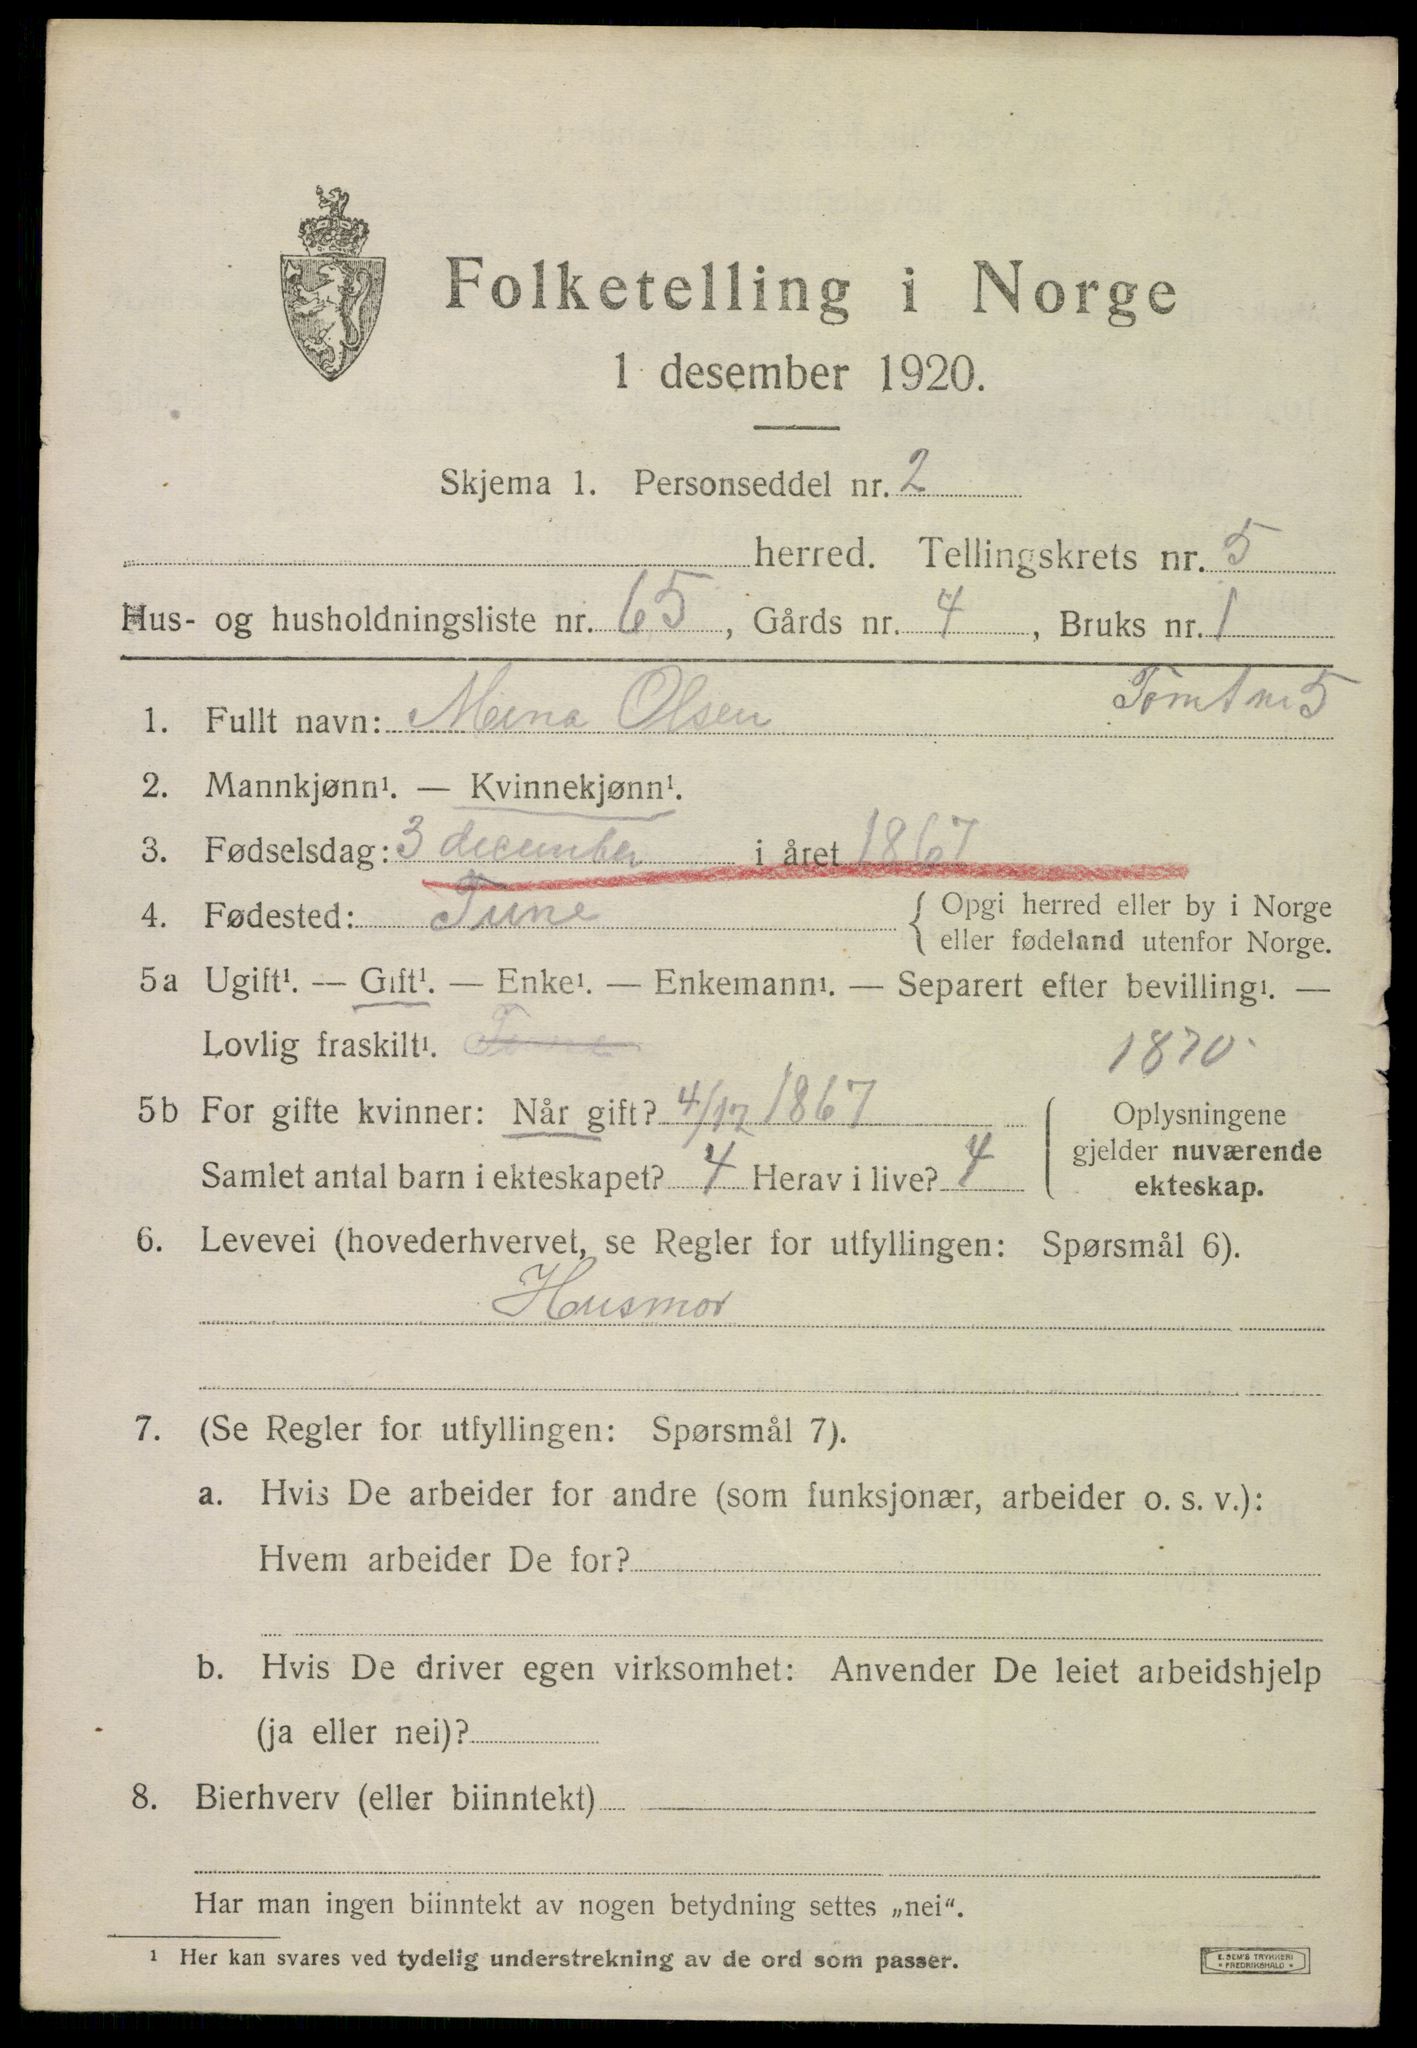 Folketelling i Norge
1 desember 1920.
Skjema 1. Personseddel nr. 2
herred. Tellingskrets nr. 5
Hus- og husholdningsliste nr. 65, Gårds nr. 4, Bruks nr. 1
Tomt nr 5
1. Fullt navn: Mina Olsen
2. Mannkjønn¹. — Kvinnekjønn¹.
3. Fødselsdag: 3 december i året 1867
4. Fødested: Tune { Opgi herred eller by i Norge
eller fødeland utenfor Norge.
5a Ugift¹. — Gift¹. — Enke¹. — Enkemann¹. — Separert efter bevilling¹. —
Lovlig fraskilt¹. Tune 1870
5b For gifte kvinner: Når gift? 4/12 1867 Oplysningene
gjelder nuværende
Samlet antal barn i ekteskapet? 4 Herav i live? 4 ekteskap.
6. Levevei (hovederhvervet, se Regler for utfyllingen: Spørsmål 6).
Husmor
7. (Se Regler for utfyllingen: Spørsmål 7).
a. Hvis De arbeider for andre (som funksjonær, arbeider o. s. v.):
Hvem arbeider De for?
b. Hvis De driver egen virksomhet: Anvender De leiet arbeidshjelp
(ja eller nei)?
8. Bierhverv (eller biinntekt)
Har man ingen biinntekt av nogen betydning settes „nei“.
¹ Her kan svares ved tydelig understrekning av de ord som passer.
E. SEM'S TRYKKERI
* FREDRIKSHALD *